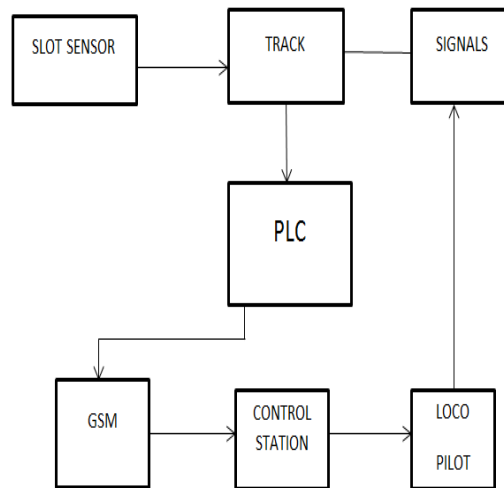 SLOT SENSOR
TRACK
SIGNALS
PLC
GSM
CONTROL
STATION
LOCO
PILOT